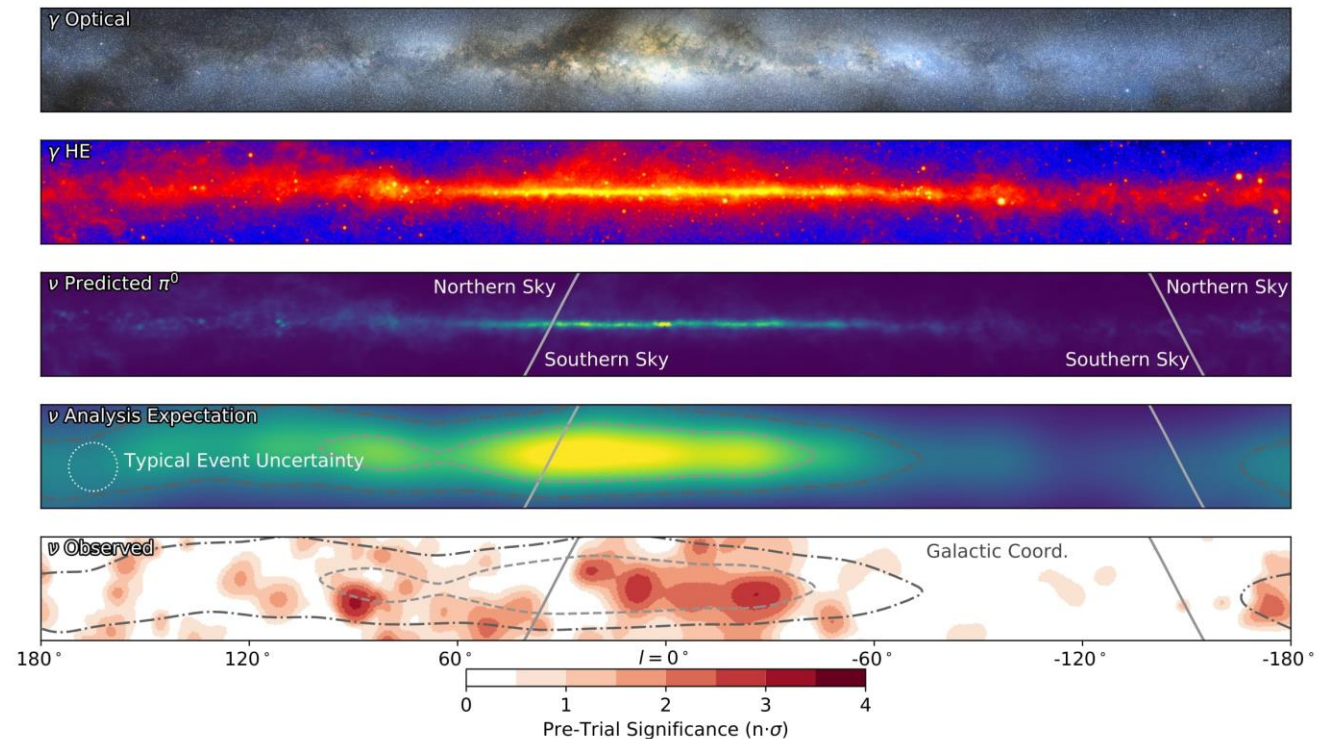 γ Optical
γ HE
ν Predicted π⁰
Northern Sky
Northern Sky
Southern Sky
Southern Sky
ν Analysis Expectation
Typical Event Uncertainty
ν Observed
Galactic Coord.
180° 120° 60° l = 0° -60° -120° -180°
0 1 2 3 4
Pre-Trial Significance (n·σ)